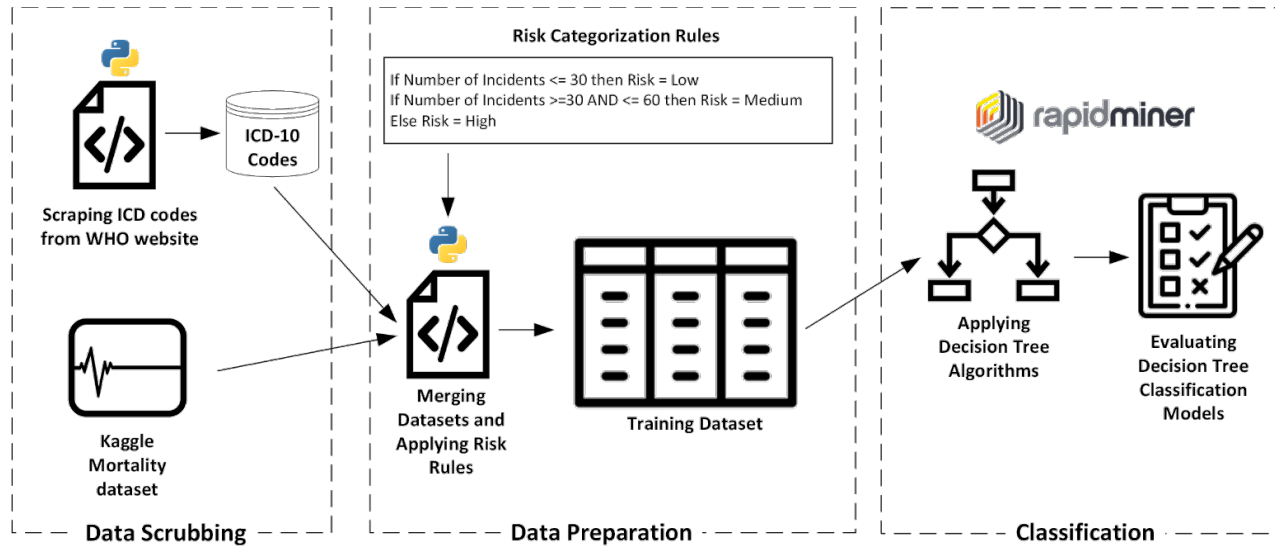 Scraping ICD codes
from WHO website
ICD-10
Codes
Kaggle
Mortality
dataset
Data Scrubbing
Risk Categorization Rules
If Number of Incidents <= 30 then Risk = Low
If Number of Incidents >=30 AND <= 60 then Risk = Medium
Else Risk = High
Merging
Datasets and
Applying Risk
Rules
Training Dataset
Data Preparation
rapidminer
Applying
Decision Tree
Algorithms
Evaluating
Decision Tree
Classification
Models
Classification